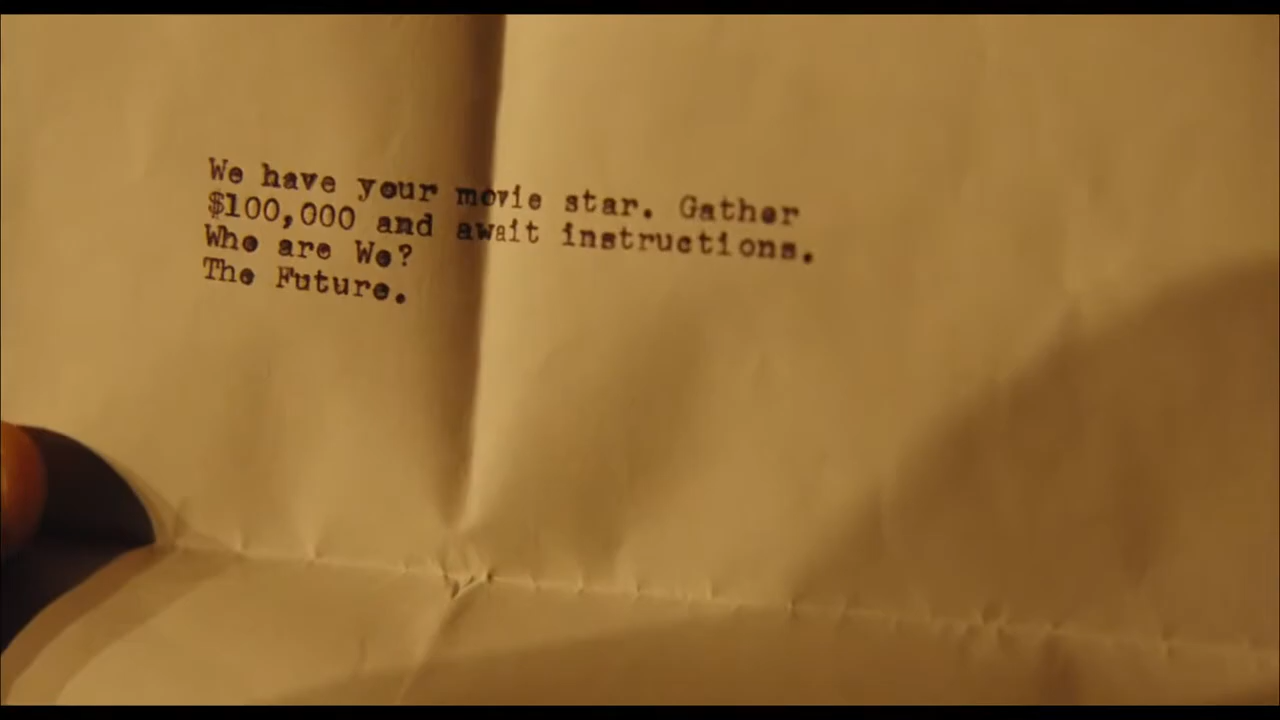 We have your movie star. Gather
$100,000 and await instructions.
Who are We?
The Future.